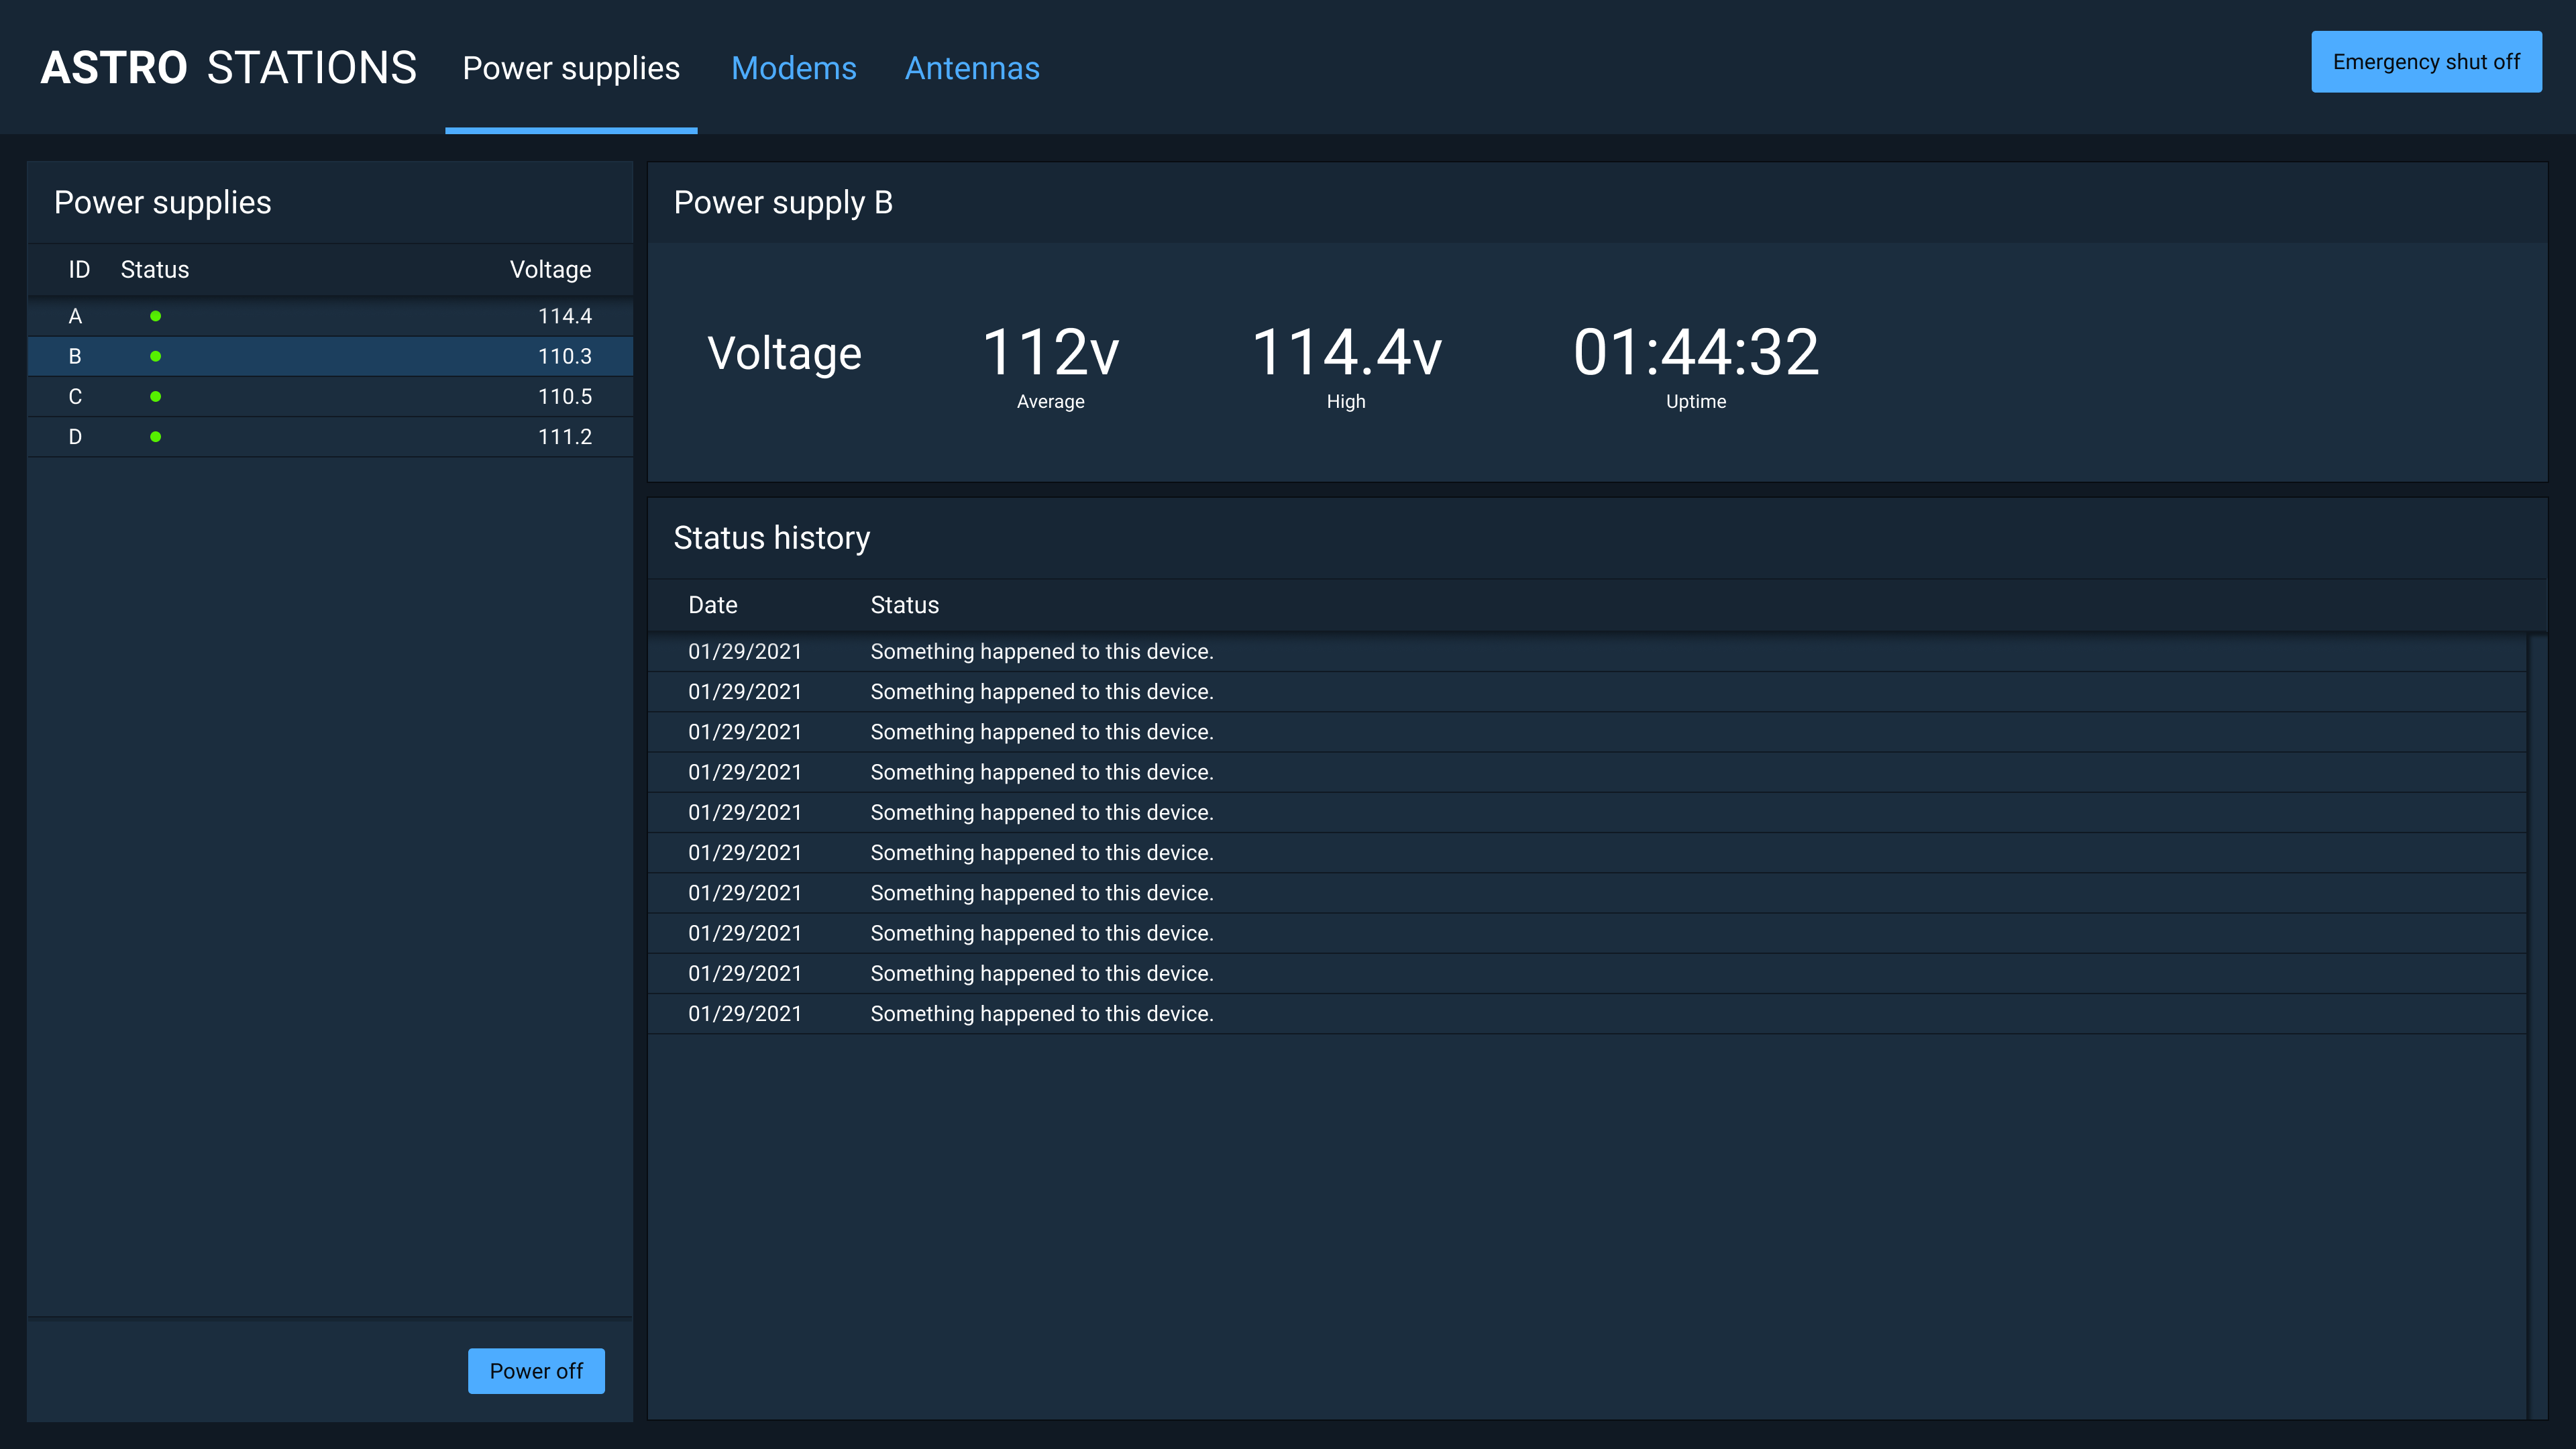 ASTRO STATIONS Power supplies Modems Antennas Emergency shut off
Power supplies
ID Status Voltage
A 114.4
B 110.3
C 110.5
D 111.2
Power off
Power supply B
Voltage 112v 114.4v 01:44:32
Average High Uptime
Status history
Date Status
01/29/2021 Something happened to this device.
01/29/2021 Something happened to this device.
01/29/2021 Something happened to this device.
01/29/2021 Something happened to this device.
01/29/2021 Something happened to this device.
01/29/2021 Something happened to this device.
01/29/2021 Something happened to this device.
01/29/2021 Something happened to this device.
01/29/2021 Something happened to this device.
01/29/2021 Something happened to this device.